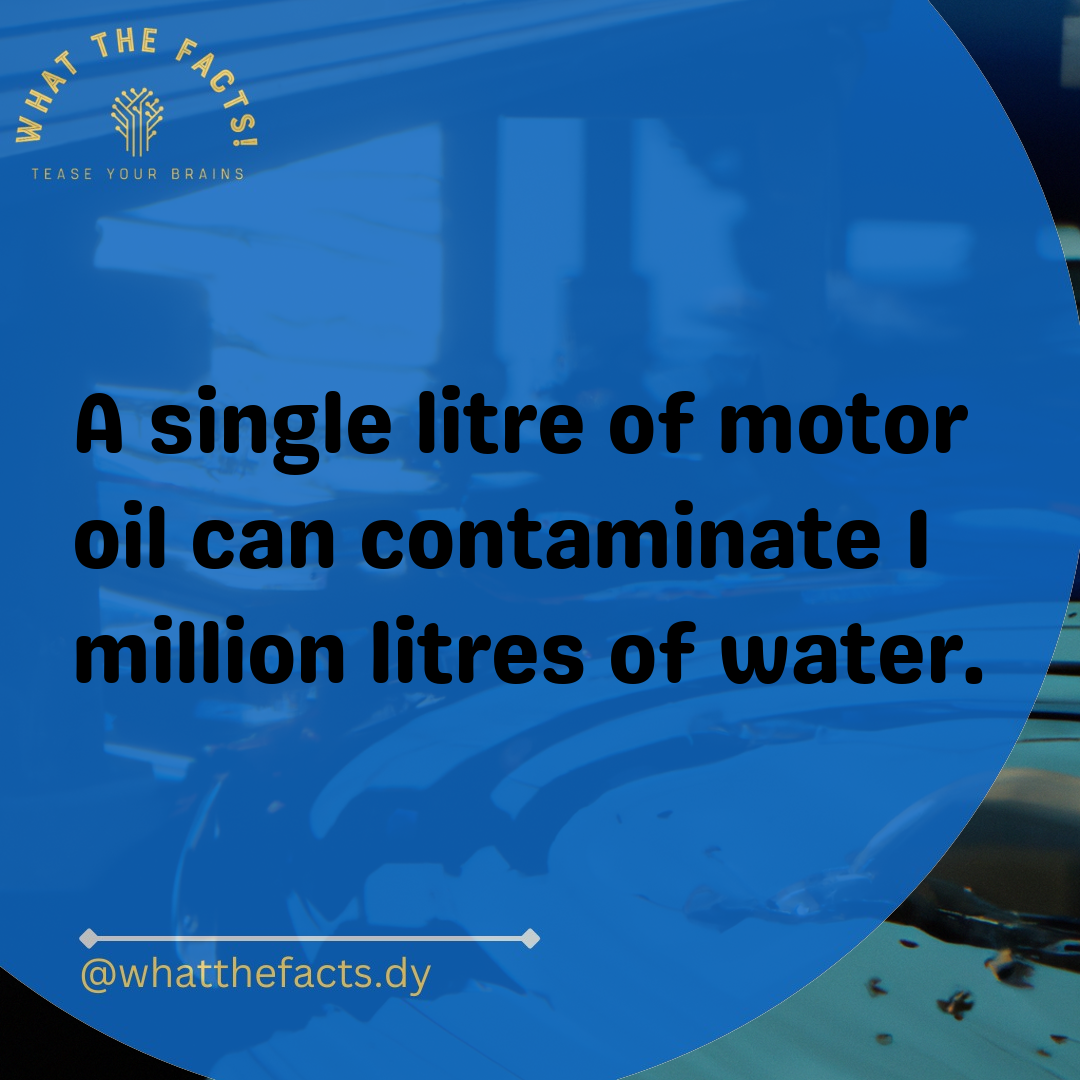 WHAT THE FACTS!
TEASE YOUR BRAINS
A single litre of motor
oil can contaminate 1
million litres of water.
@whatthefacts.dy